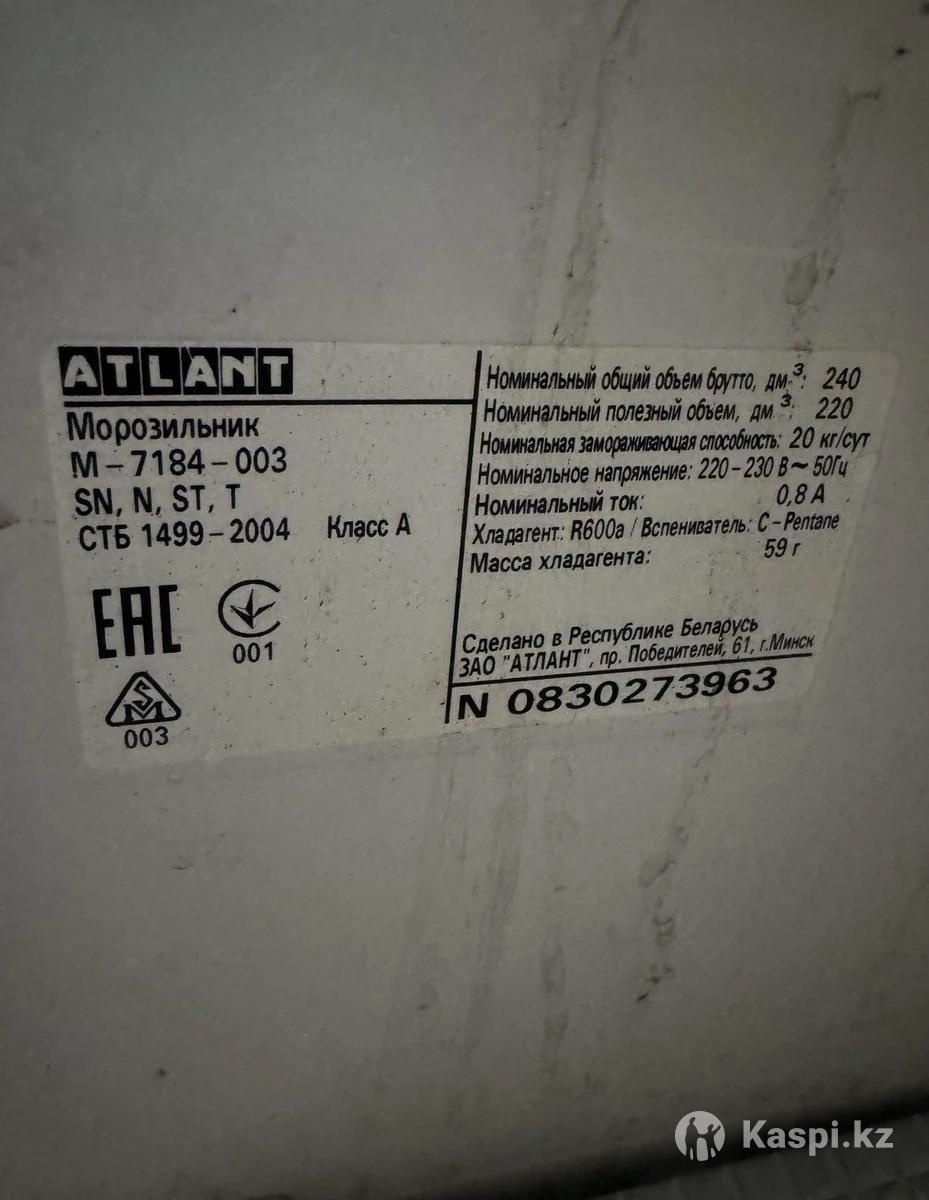 ATLANT
Морозильник
М-7184-003
SN, N, ST, T
СТБ 1499-2004 Класс А
EAC
001
003
Номинальный общий объем брутто, дм³: 240
Номинальный полезный объем, дм³: 220
Номинальная замораживающая способность: 20 кг/сут
Номинальное напряжение: 220-230 В~ 50Гц
Номинальный ток: 0,8 А
Хладагент: R600a / Вспениватель: C-Pentane
Масса хладагента: 59 г
Сделано в Республике Беларусь
ЗАО "АТЛАНТ", пр. Победителей, 61, г.Минск
N 0830273963
Kaspi.kz